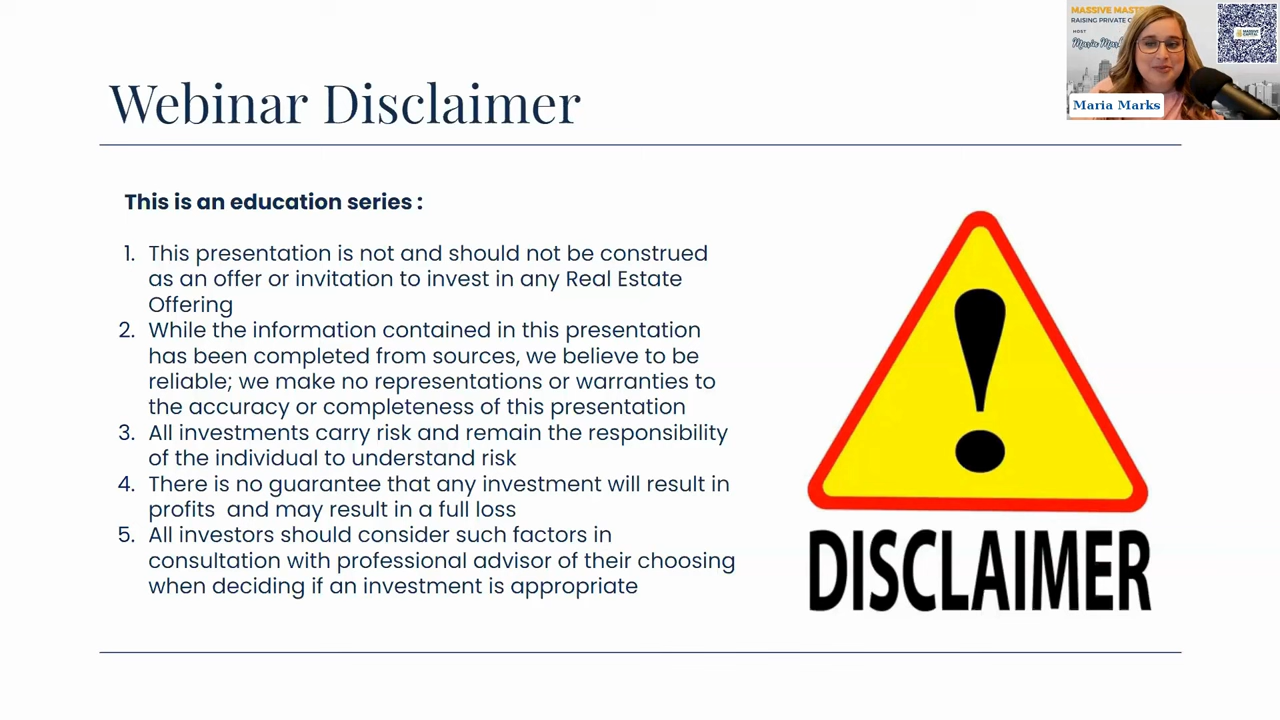 Webinar Disclaimer
MASSIVE
RAISING PRIVATE
HOST
Maria
MASSIVE
CAPITAL
Maria Marks
This is an education series :
1. This presentation is not and should not be construed
as an offer or invitation to invest in any Real Estate
Offering
2. While the information contained in this presentation
has been completed from sources, we believe to be
reliable; we make no representations or warranties to
the accuracy or completeness of this presentation
3. All investments carry risk and remain the responsibility
of the individual to understand risk
4. There is no guarantee that any investment will result in
profits  and may result in a full loss
5. All investors should consider such factors in
consultation with professional advisor of their choosing
when deciding if an investment is appropriate
DISCLAIMER